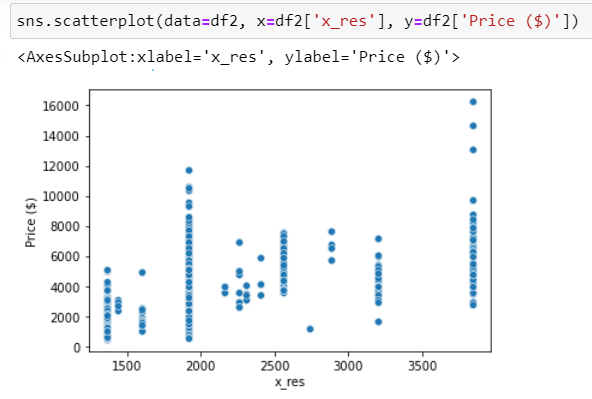 sns.scatterplot(data=df2, x=df2['x_res'], y=df2['Price ($)'])
<AxesSubplot:xlabel='x_res', ylabel='Price ($)'>
16000
14000
12000
10000
8000
6000
4000
2000
0
Price ($)
1500 2000 2500 3000 3500
x_res